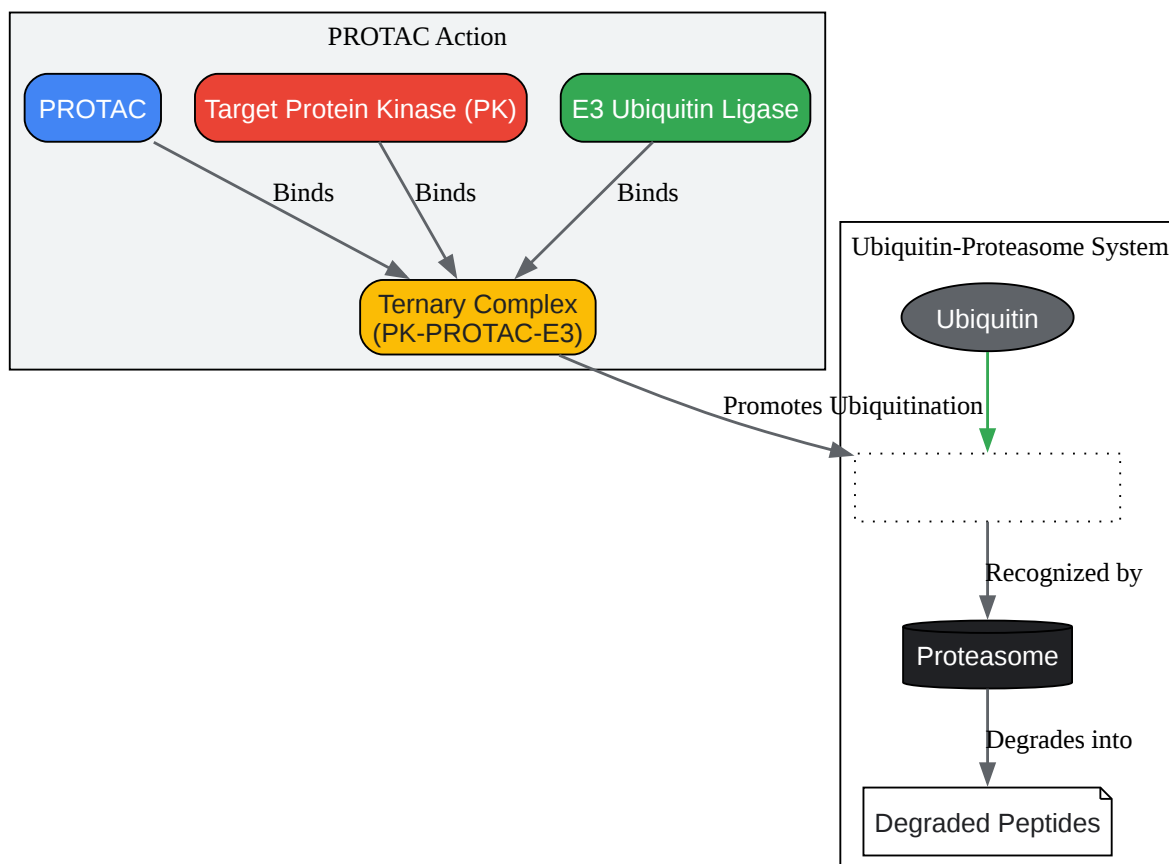 PROTAC Action
PROTAC
Target Protein Kinase (PK)
E3 Ubiquitin Ligase
Binds
Binds
Binds
Ternary Complex
(PK-PROTAC-E3)
Ubiquitin-Proteasome System
Ubiquitin
Promotes Ubiquitination
Recognized by
Proteasome
Degrades into
Degraded Peptides